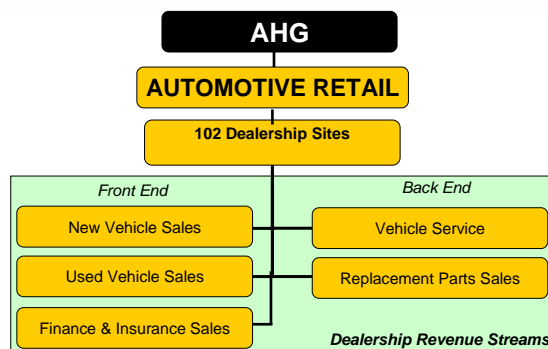 AHG
AUTOMOTIVE RETAIL
102 Dealership Sites
Front End
Back End
New Vehicle Sales
Vehicle Service
Used Vehicle Sales
Replacement Parts Sales
Finance & Insurance Sales
Dealership Revenue Streams